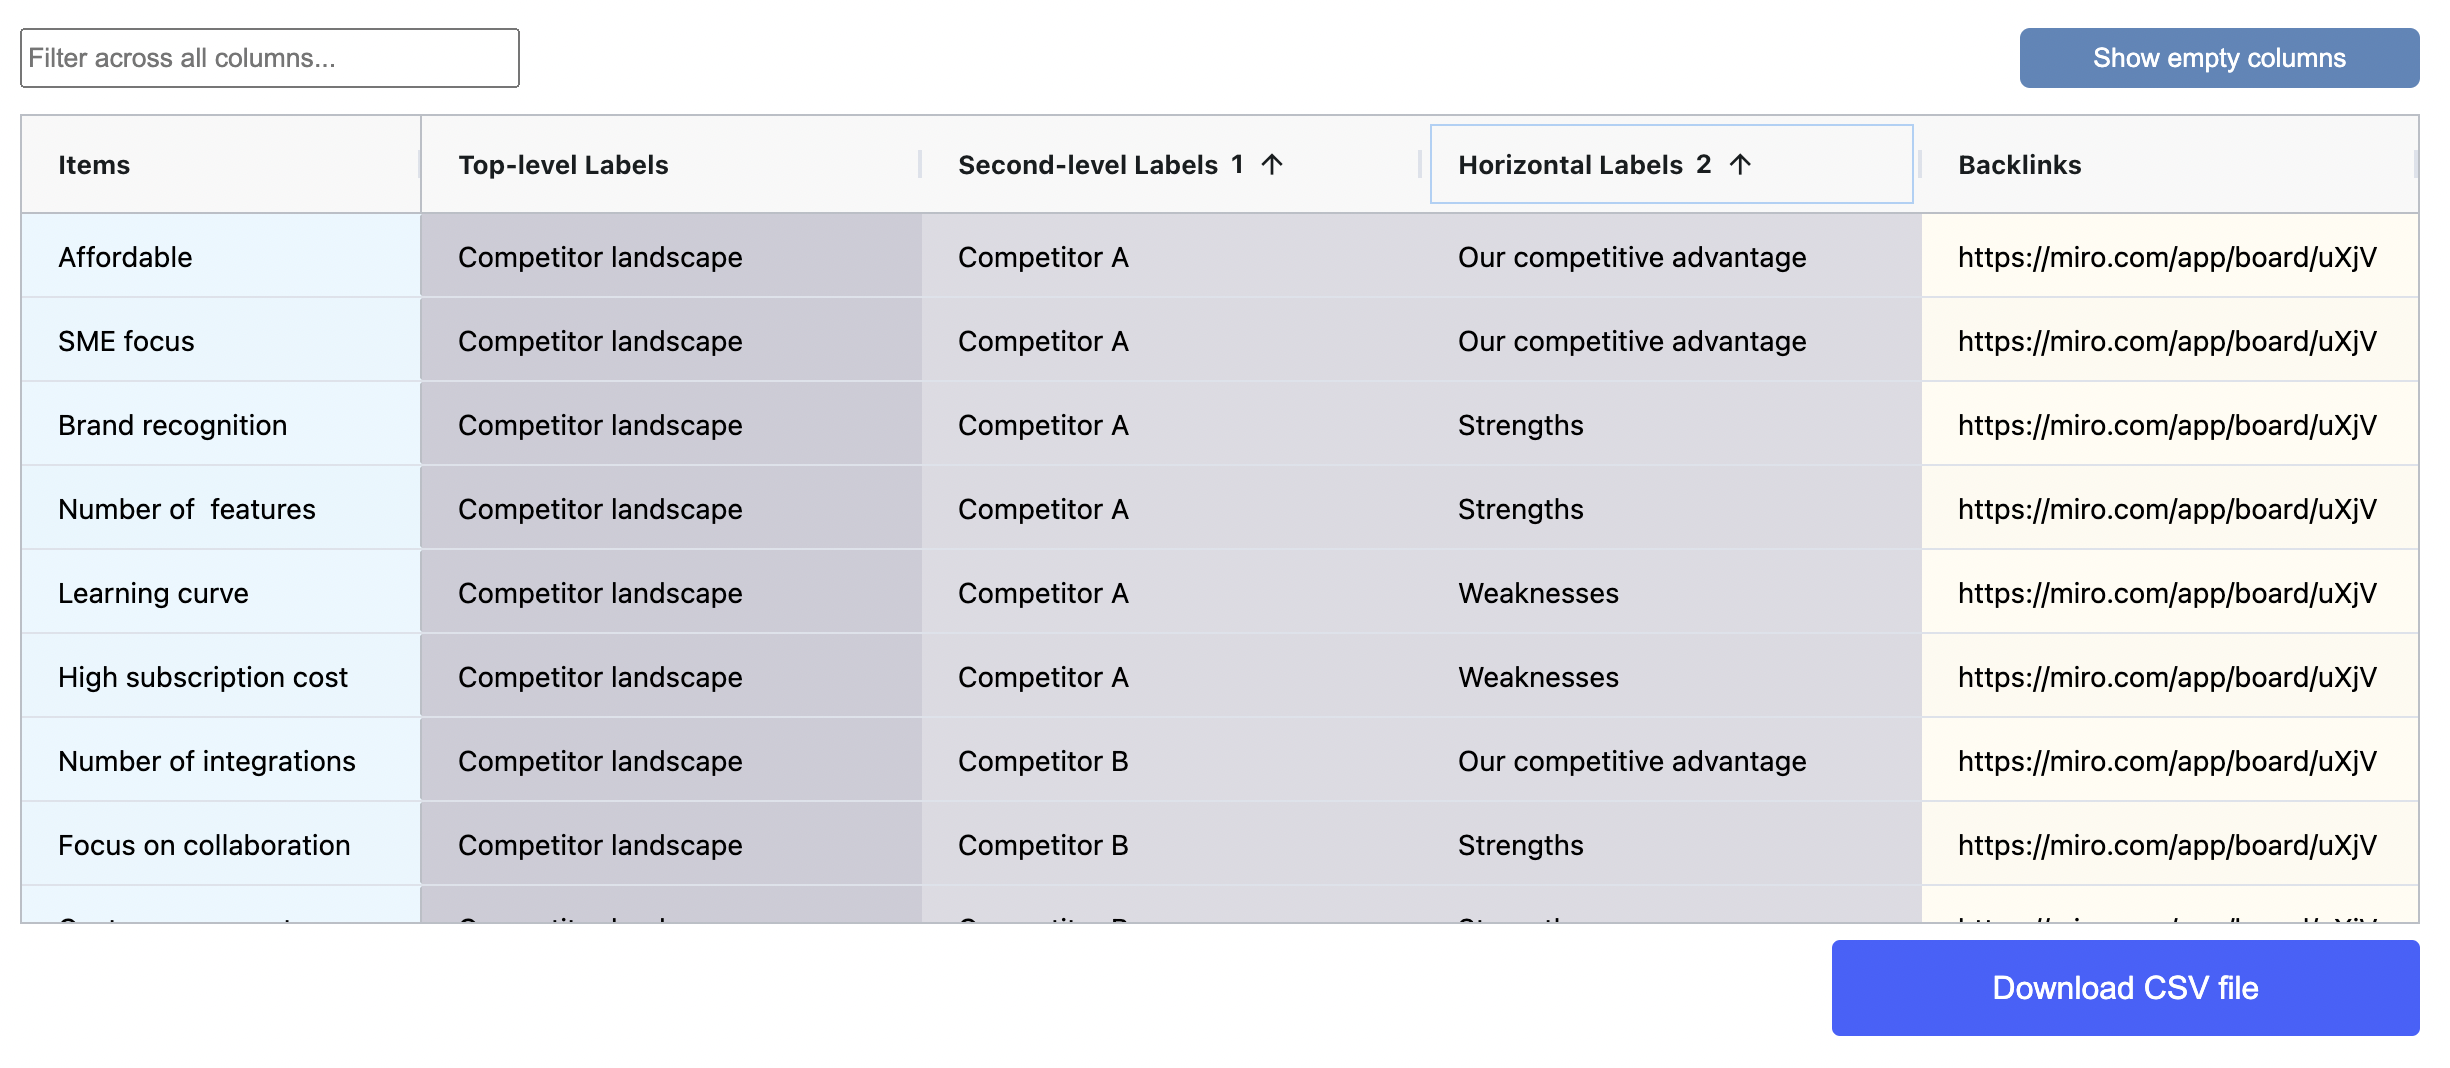 Filter across all columns...
Show empty columns
Items Top-level Labels Second-level Labels 1 ↑ Horizontal Labels 2 ↑ Backlinks
Affordable Competitor landscape Competitor A Our competitive advantage https://miro.com/app/board/uXjV
SME focus Competitor landscape Competitor A Our competitive advantage https://miro.com/app/board/uXjV
Brand recognition Competitor landscape Competitor A Strengths https://miro.com/app/board/uXjV
Number of  features Competitor landscape Competitor A Strengths https://miro.com/app/board/uXjV
Learning curve Competitor landscape Competitor A Weaknesses https://miro.com/app/board/uXjV
High subscription cost Competitor landscape Competitor A Weaknesses https://miro.com/app/board/uXjV
Number of integrations Competitor landscape Competitor B Our competitive advantage https://miro.com/app/board/uXjV
Focus on collaboration Competitor landscape Competitor B Strengths https://miro.com/app/board/uXjV
Download CSV file